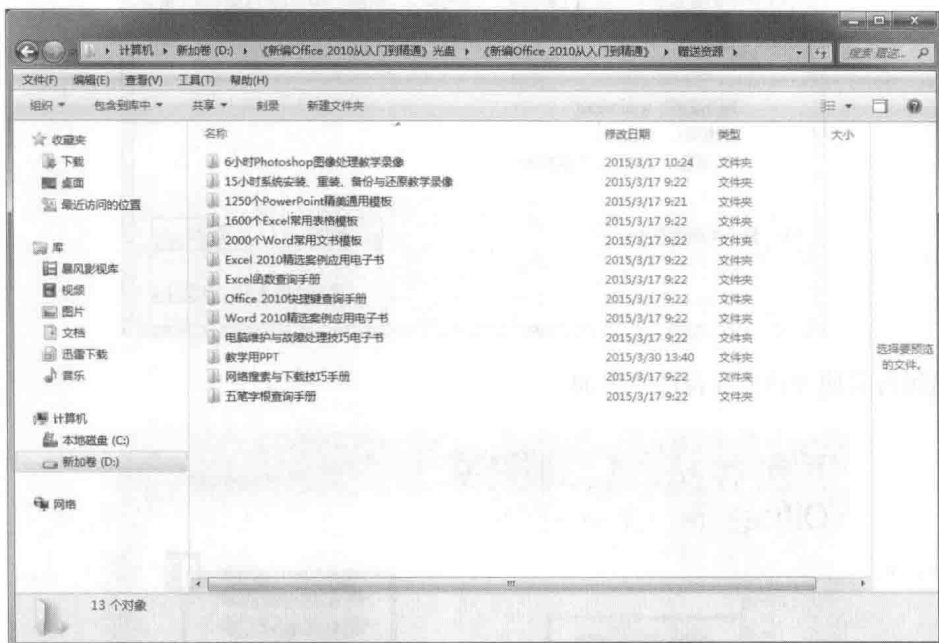 计算机 ▸ 新加卷 (D:) ▸ 《新编Office 2010从入门到精通》光盘 ▸ 《新编Office 2010从入门到精通》 ▸ 赠送资源 ▸ 搜索 赠送...
文件(F) 编辑(E) 查看(V) 工具(T) 帮助(H)
组织 包含到库中 共享 刻录 新建文件夹
名称 修改日期 类型 大小
收藏夹
下载
桌面
最近访问的位置
库
暴风影视库
视频
图片
文档
迅雷下载
音乐
计算机
本地磁盘 (C:)
新加卷 (D:)
网络
6小时Photoshop图像处理教学录像 2015/3/17 10:24 文件夹
15小时系统安装、重装、备份与还原教学录像 2015/3/17 9:22 文件夹
1250个PowerPoint精美通用模板 2015/3/17 9:21 文件夹
1600个Excel常用表格模板 2015/3/17 9:22 文件夹
2000个Word常用文书模板 2015/3/17 9:22 文件夹
Excel 2010精选案例应用电子书 2015/3/17 9:22 文件夹
Excel函数查询手册 2015/3/17 9:22 文件夹
Office 2010快捷键查询手册 2015/3/17 9:22 文件夹
Word 2010精选案例应用电子书 2015/3/17 9:22 文件夹
电脑维护与故障处理技巧电子书 2015/3/17 9:22 文件夹
教学用PPT 2015/3/30 13:40 文件夹
网络搜索与下载技巧手册 2015/3/17 9:22 文件夹
五笔字根查询手册 2015/3/17 9:22 文件夹
选择要预览
的文件。
13 个对象